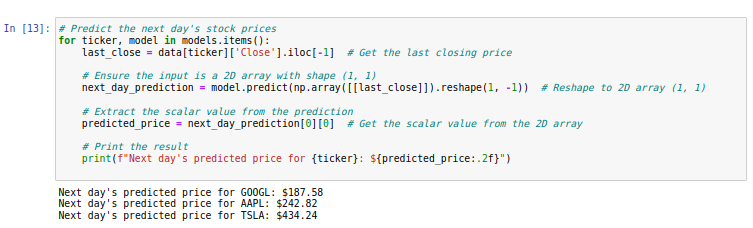 In [13]: # Predict the next day's stock prices
for ticker, model in models.items():
    last_close = data[ticker]['Close'].iloc[-1]  # Get the last closing price
    # Ensure the input is a 2D array with shape (1, 1)
    next_day_prediction = model.predict(np.array([[last_close]]).reshape(1, -1))  # Reshape to 2D array (1, 1)
    # Extract the scalar value from the prediction
    predicted_price = next_day_prediction[0][0]  # Get the scalar value from the 2D array
    # Print the result
    print(f"Next day's predicted price for {ticker}: ${predicted_price:.2f}")
Next day's predicted price for GOOGL: $187.58
Next day's predicted price for AAPL: $242.82
Next day's predicted price for TSLA: $434.24